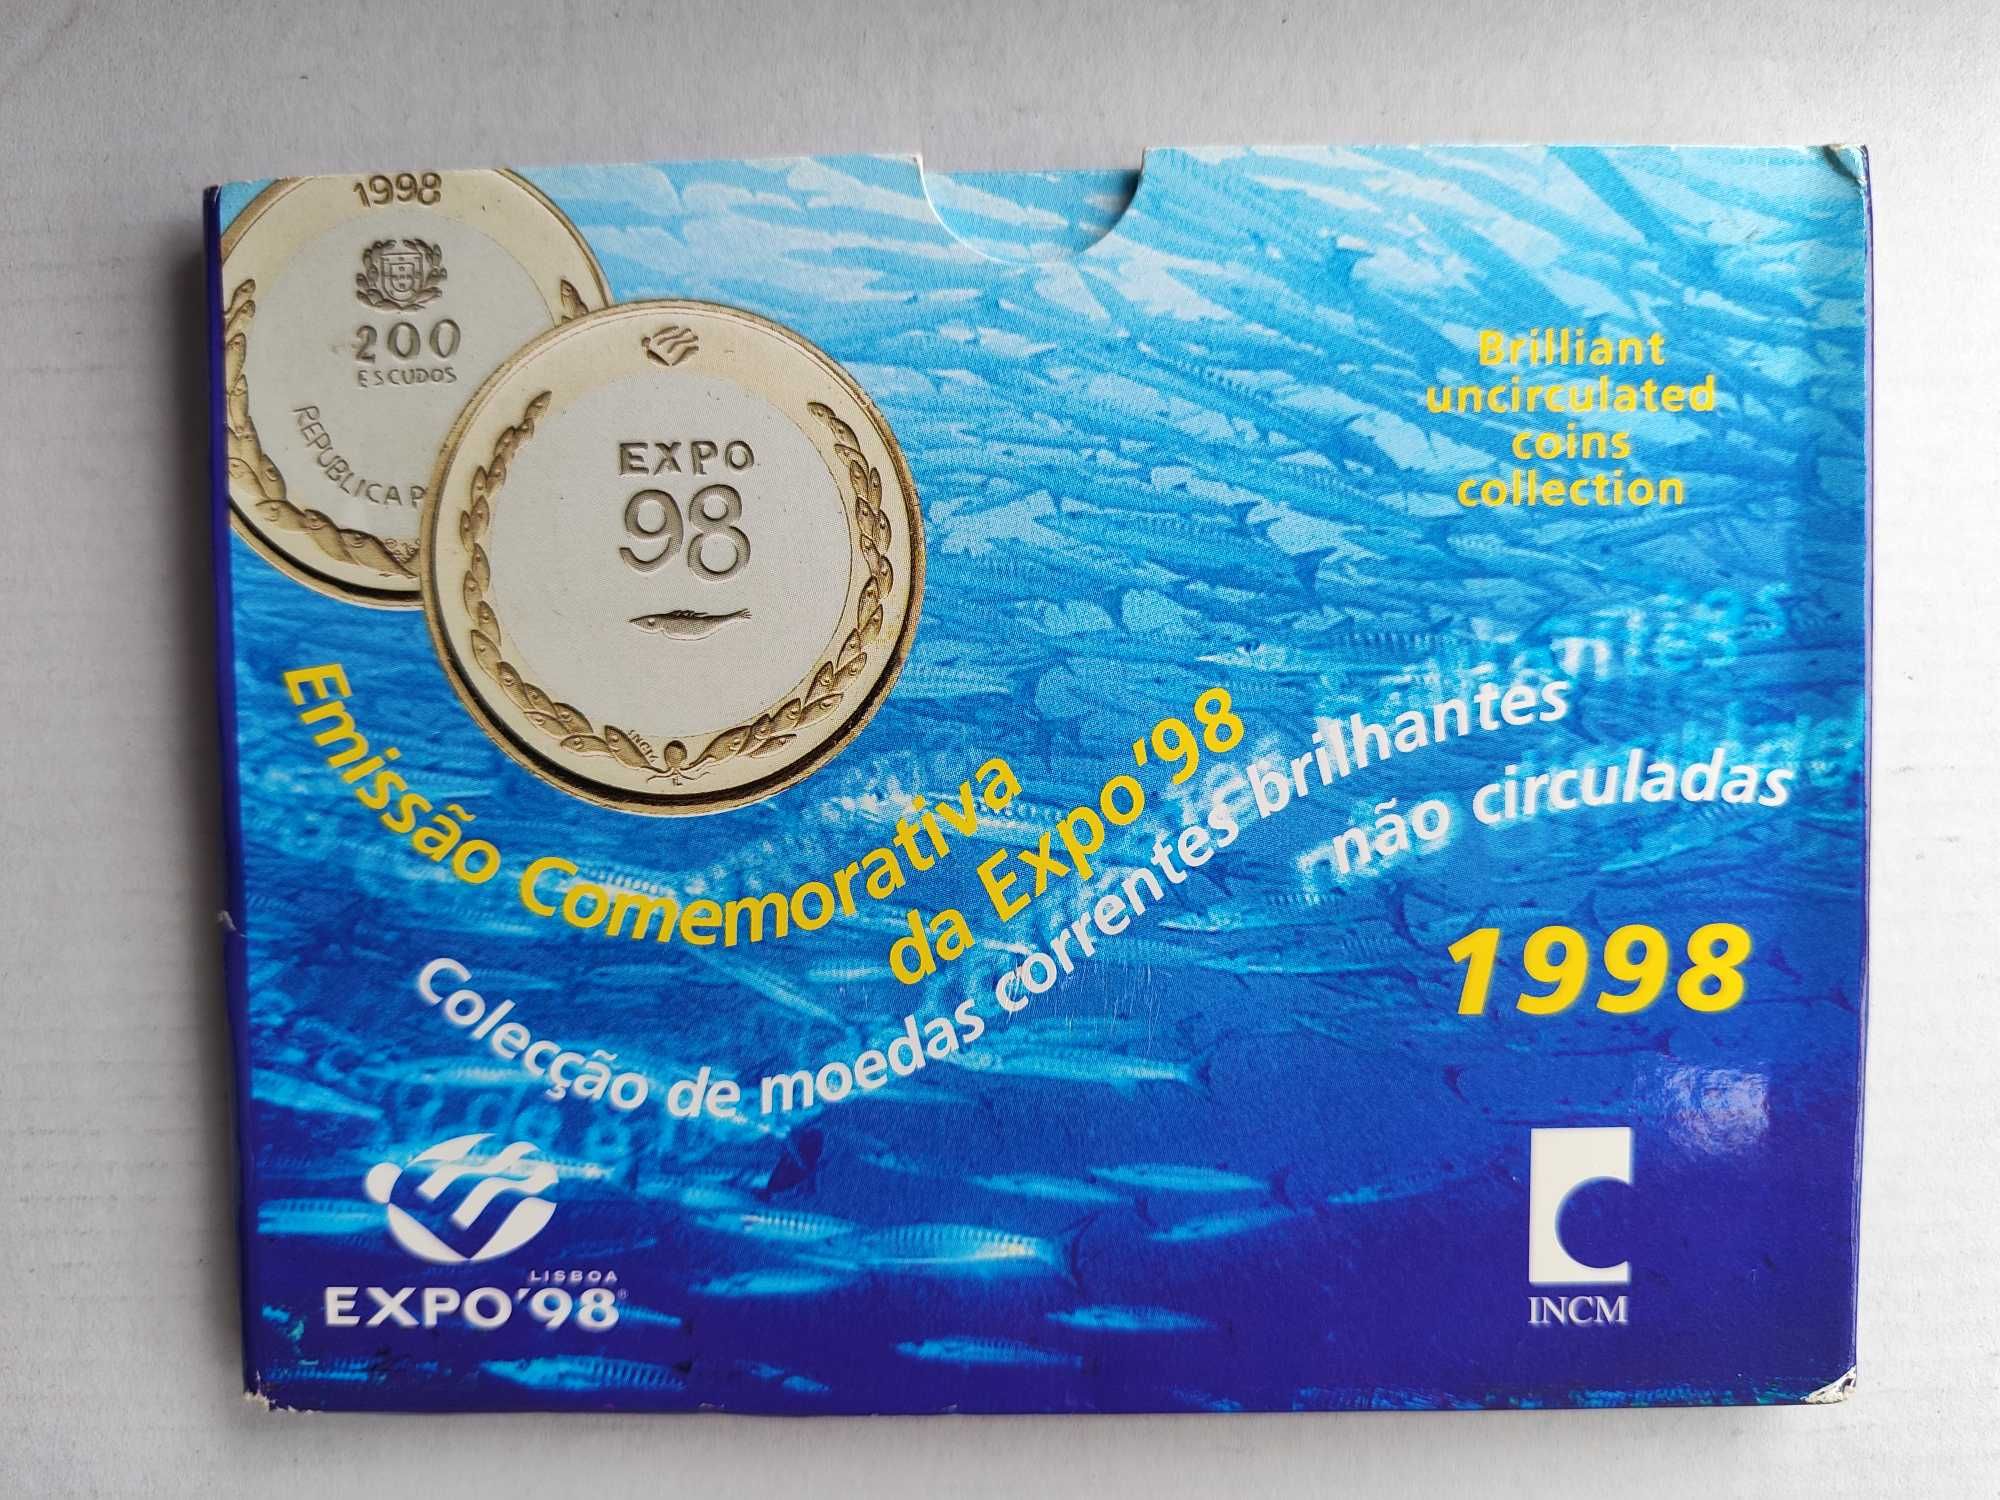 1998
200
ESCUDOS
REPUBLICA P
EXPO
98
INCM
Brilliant
uncirculated
coins
collection
Emissão Comemorativa
da Expo'98
Colecção de moedas correntes brilhantes
não circuladas
1998
LISBOA
EXPO'98®
INCM